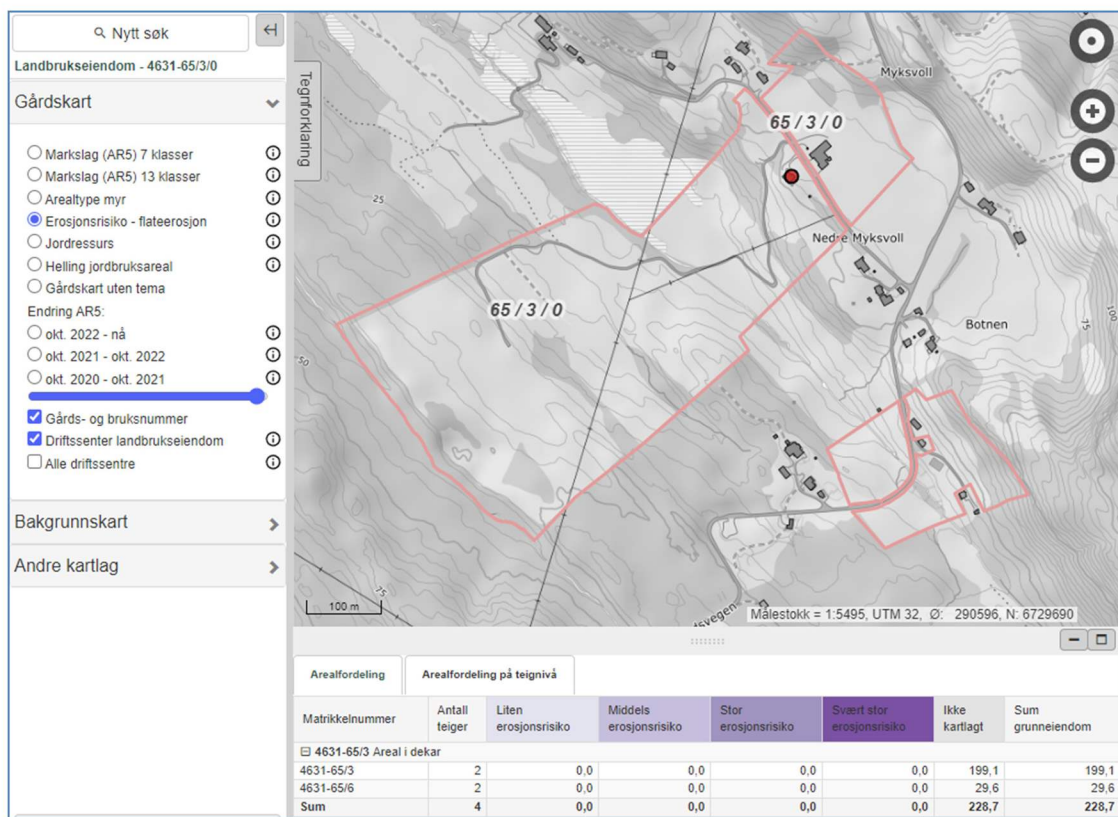 Nytt søk
Landbrukseiendom - 4631-65/3/0
Gårdskart
Markslag (AR5) 7 klasser
Markslag (AR5) 13 klasser
Arealtype myr
Erosjonsrisiko - flateerosjon
Jordressurs
Helling jordbruksareal
Gårdskart uten tema
Endring AR5:
okt. 2022 - nå
okt. 2021 - okt. 2022
okt. 2020 - okt. 2021
Gårds- og bruksnummer
Driftssenter landbrukseiendom
Alle driftssentre
Bakgrunnskart
Andre kartlag
Tegnforklaring
Myksvoll
65 / 3 / 0
25
Nedre Myksvoll
65 / 3 / 0
Botnen
100
75
50
75
100 m
dsvegen
Målestokk = 1:5495, UTM 32, Ø: 290596, N: 6729690
Arealfordeling
Arealfordeling på teignivå
Matrikkelnummer Antall teiger Liten erosjonsrisiko Middels erosjonsrisiko Stor erosjonsrisiko Svært stor erosjonsrisiko Ikke kartlagt Sum grunneiendom
4631-65/3 Areal i dekar
4631-65/3 2 0,0 0,0 0,0 0,0 199,1 199,1
4631-65/6 2 0,0 0,0 0,0 0,0 29,6 29,6
Sum 4 0,0 0,0 0,0 0,0 228,7 228,7